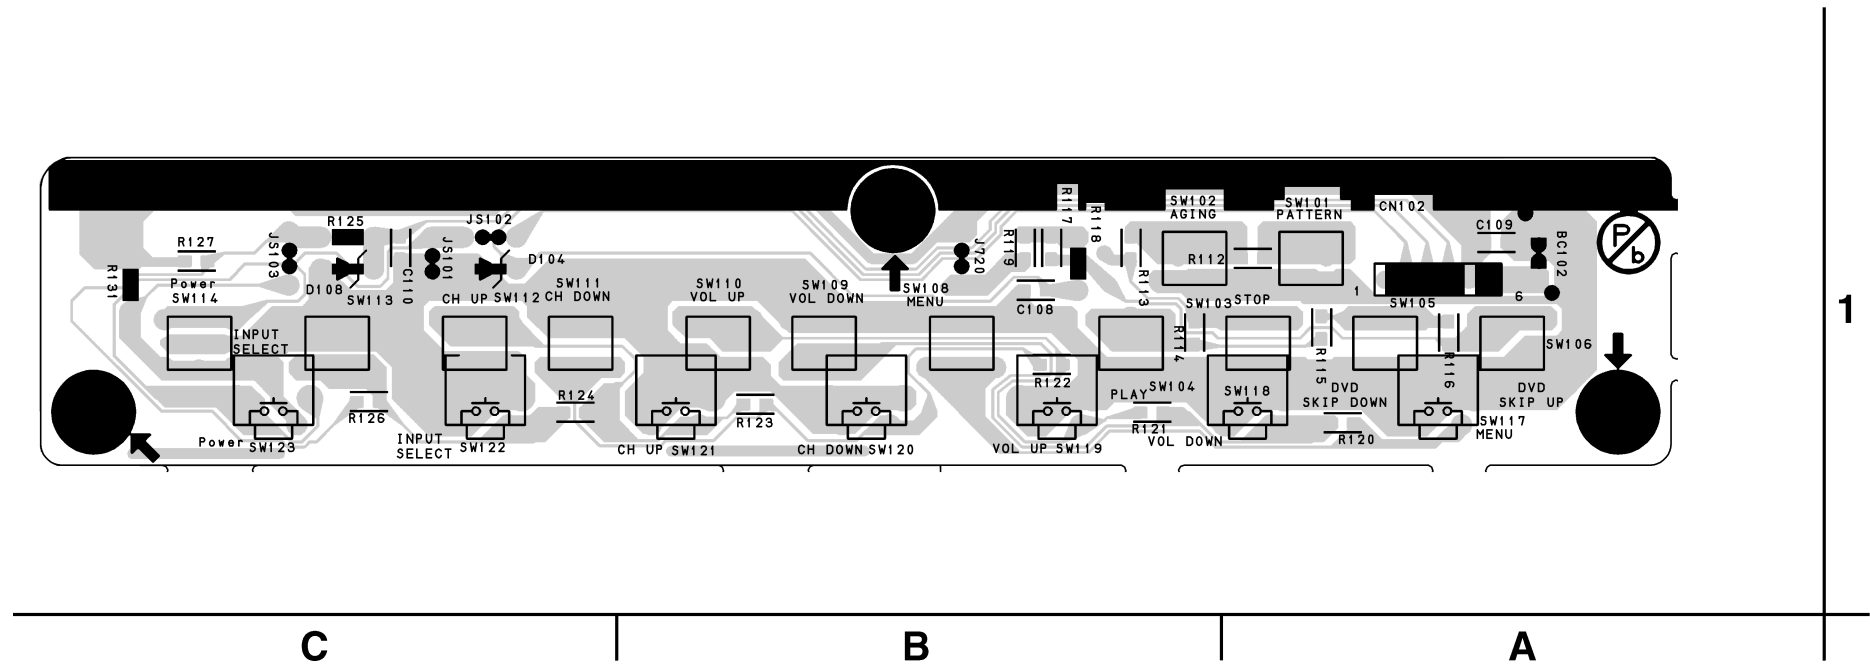 R117
SW102
AGING
SW101
PATTERN
CN102
R118
R125
JS102
C109
P
b
R127
JS103
JS101
J720
R119
R112
BC102
R131
Power
SW114
D108
SW113
C110
D104
CH UP
SW112
SW111
CH DOWN
SW110
VOL UP
SW109
VOL DOWN
SW108
MENU
C108
R113
SW103
STOP
1
SW105
6
INPUT
SELECT
R114
R115
R116
SW106
R126
R124
R123
R122
PLAY
SW104
SW118
DVD
SKIP DOWN
DVD
SKIP UP
Power
SW123
INPUT
SELECT
SW122
CH UP
SW121
CH DOWN
SW120
VOL UP
SW119
R121
VOL DOWN
R120
SW117
MENU
1
C
B
A